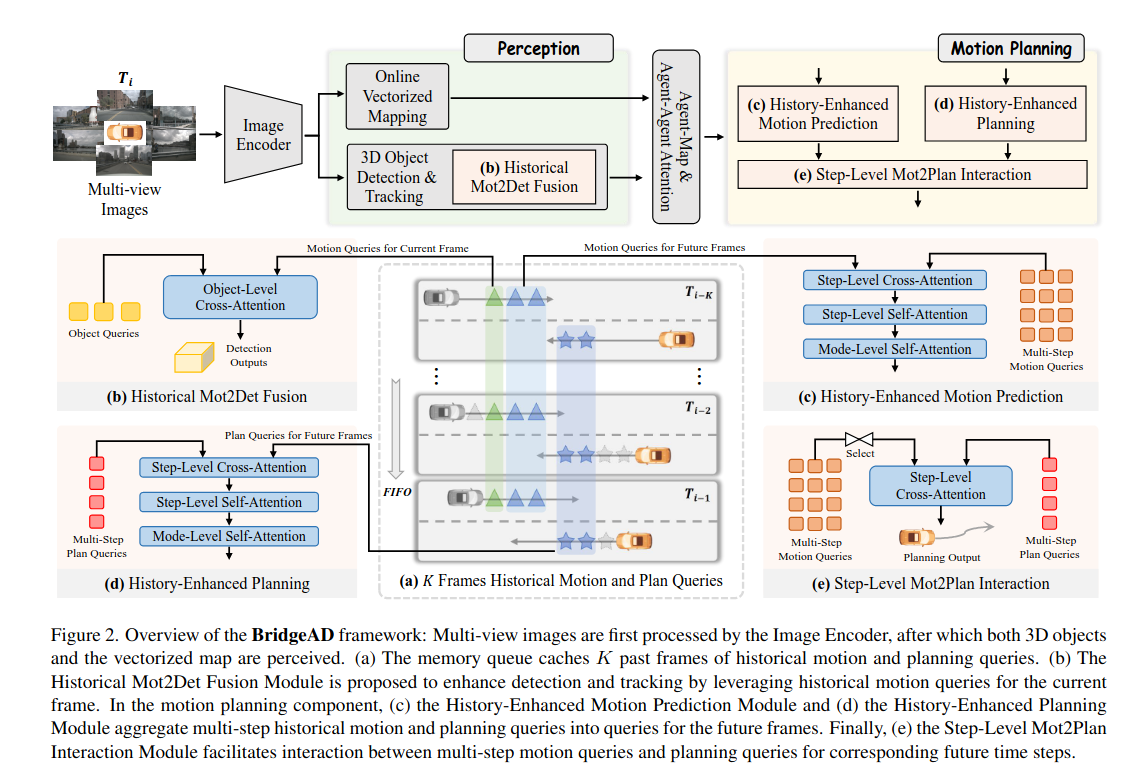 Perception
Motion Planning
T_i
Multi-view
Images
Image
Encoder
Online
Vectorized
Mapping
3D Object
Detection &
Tracking
(b) Historical
Mot2Det Fusion
Agent-Map &
Agent-Agent Attention
(c) History-Enhanced
Motion Prediction
(d) History-Enhanced
Planning
(e) Step-Level Mot2Plan Interaction
Motion Queries for Current Frame
Motion Queries for Future Frames
Object-Level
Cross-Attention
Object Queries
Detection
Outputs
(b) Historical Mot2Det Fusion
Plan Queries for Future Frames
Step-Level Cross-Attention
Step-Level Self-Attention
Mode-Level Self-Attention
Multi-Step
Plan Queries
(d) History-Enhanced Planning
T_{i-K}
T_{i-2}
T_{i-1}
FIFO
(a) K Frames Historical Motion and Plan Queries
Step-Level Cross-Attention
Step-Level Self-Attention
Mode-Level Self-Attention
Multi-Step
Motion Queries
(c) History-Enhanced Motion Prediction
Select
Step-Level
Cross-Attention
Multi-Step
Motion Queries
Planning Output
Multi-Step
Plan Queries
(e) Step-Level Mot2Plan Interaction
Figure 2. Overview of the BridgeAD framework: Multi-view images are first processed by the Image Encoder, after which both 3D objects
and the vectorized map are perceived. (a) The memory queue caches K past frames of historical motion and planning queries. (b) The
Historical Mot2Det Fusion Module is proposed to enhance detection and tracking by leveraging historical motion queries for the current
frame. In the motion planning component, (c) the History-Enhanced Motion Prediction Module and (d) the History-Enhanced Planning
Module aggregate multi-step historical motion and planning queries into queries for the future frames. Finally, (e) the Step-Level Mot2Plan
Interaction Module facilitates interaction between multi-step motion queries and planning queries for corresponding future time steps.